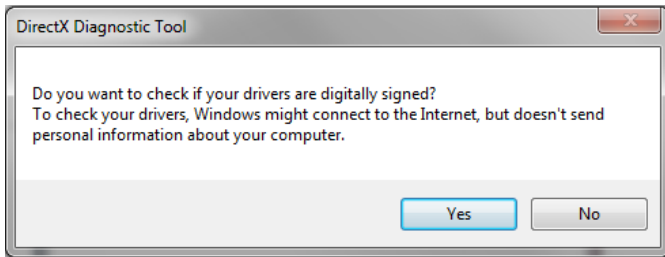 DirectX Diagnostic Tool
Do you want to check if your drivers are digitally signed?
To check your drivers, Windows might connect to the Internet, but doesn't send
personal information about your computer.
Yes
No